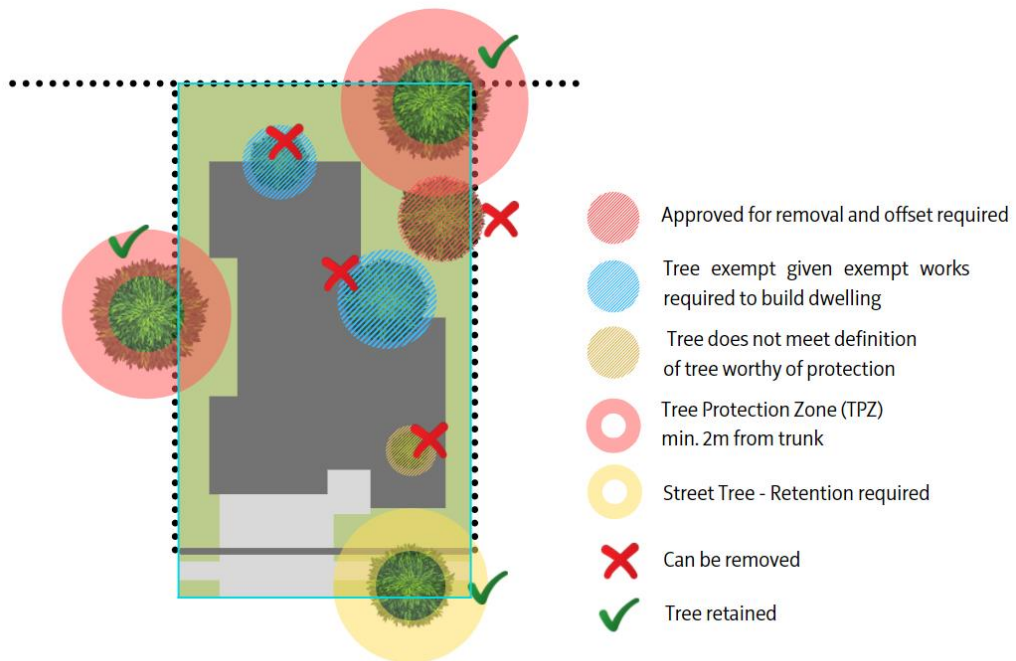 Approved for removal and offset required
Tree exempt given exempt works
required to build dwelling
Tree does not meet definition
of tree worthy of protection
Tree Protection Zone (TPZ)
min. 2m from trunk
Street Tree - Retention required
Can be removed
Tree retained